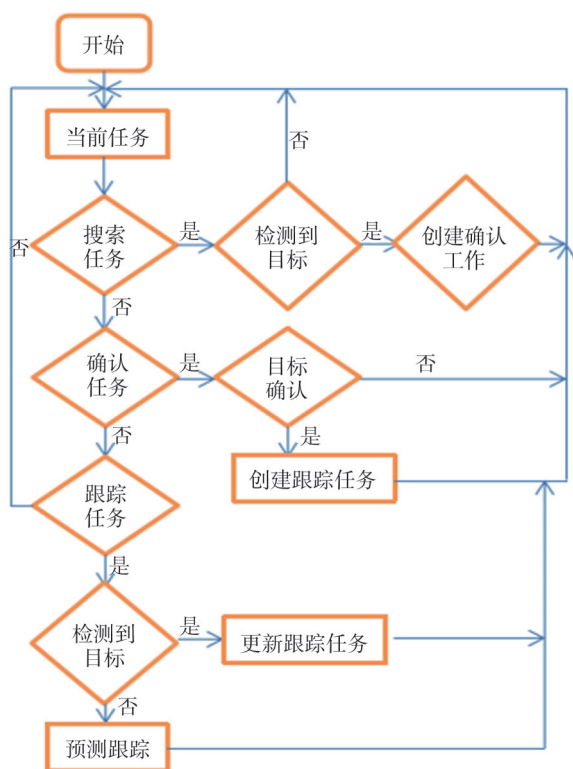 开始
当前任务
否
搜索
任务
是
检测到
目标
是
创建确认
工作
否
否
确认
任务
是
目标
确认
否
否
是
跟踪
任务
创建跟踪任务
是
检测到
目标
是
更新跟踪任务
否
预测跟踪